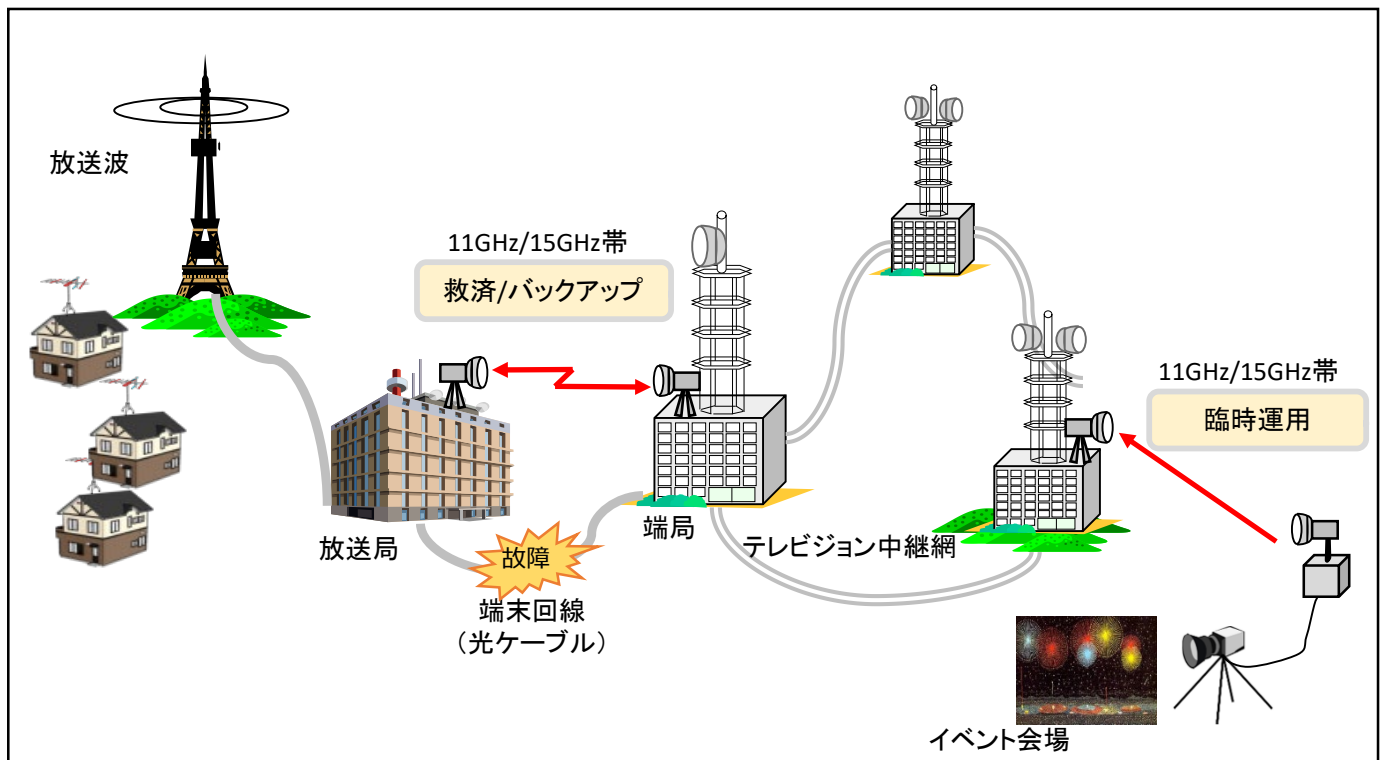 放送波
11GHz/15GHz帯
救済/バックアップ
11GHz/15GHz帯
臨時運用
放送局
故障
端末回線
（光ケーブル）
端局
テレビジョン中継網
イベント会場